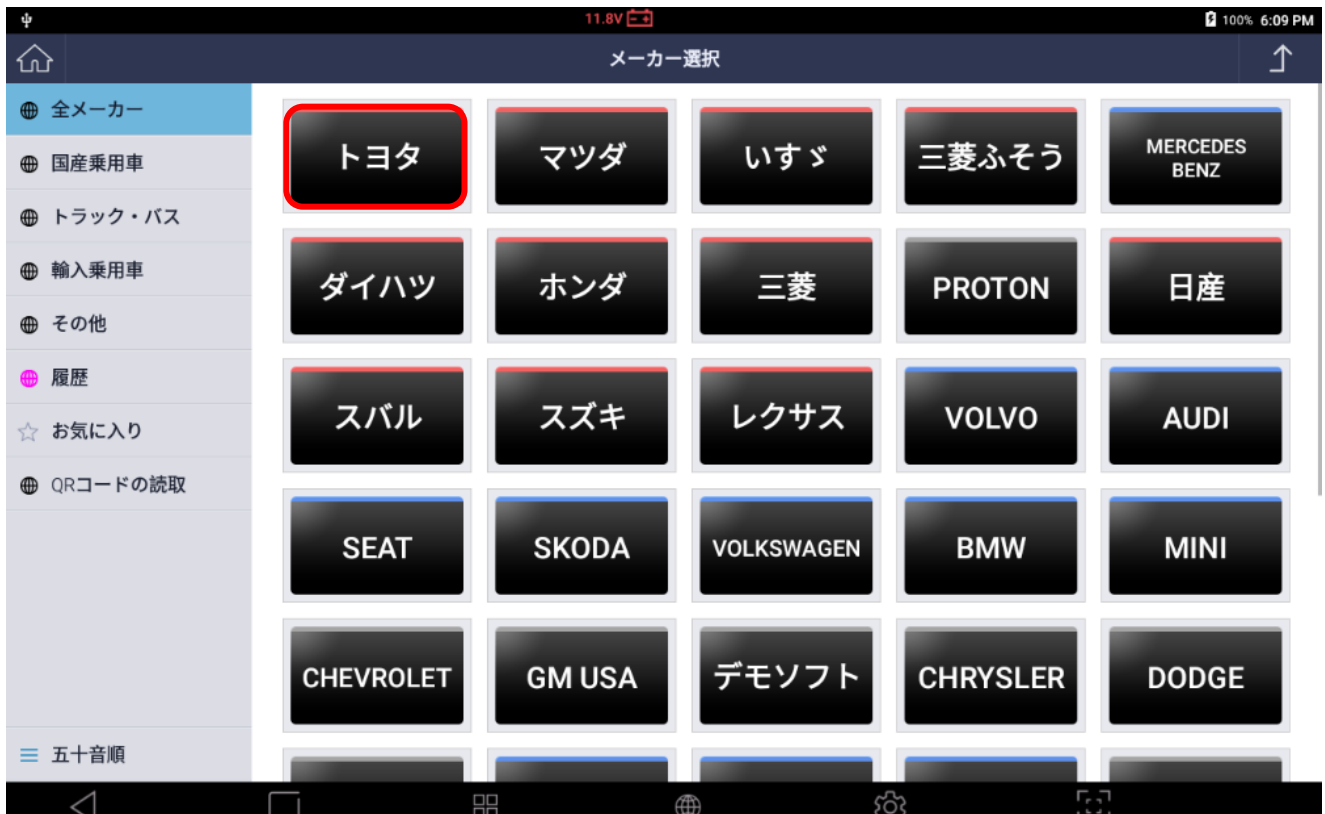 11.8V
100% 6:09 PM
メーカー選択
全メーカー
国産乗用車
トラック・バス
輸入乗用車
その他
履歴
お気に入り
QRコードの読取
五十音順
トヨタ
マツダ
いすゞ
三菱ふそう
MERCEDES
BENZ
ダイハツ
ホンダ
三菱
PROTON
日産
スバル
スズキ
レクサス
VOLVO
AUDI
SEAT
SKODA
VOLKSWAGEN
BMW
MINI
CHEVROLET
GM USA
デモソフト
CHRYSLER
DODGE